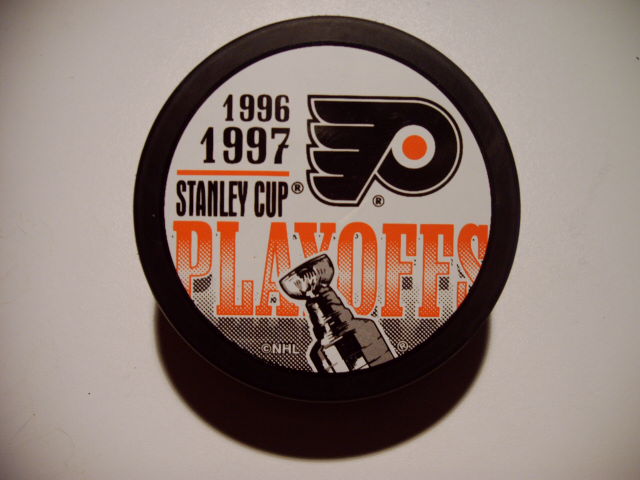 1996
1997
STANLEY CUP®
®
PLAYOFFS
©NHL
®